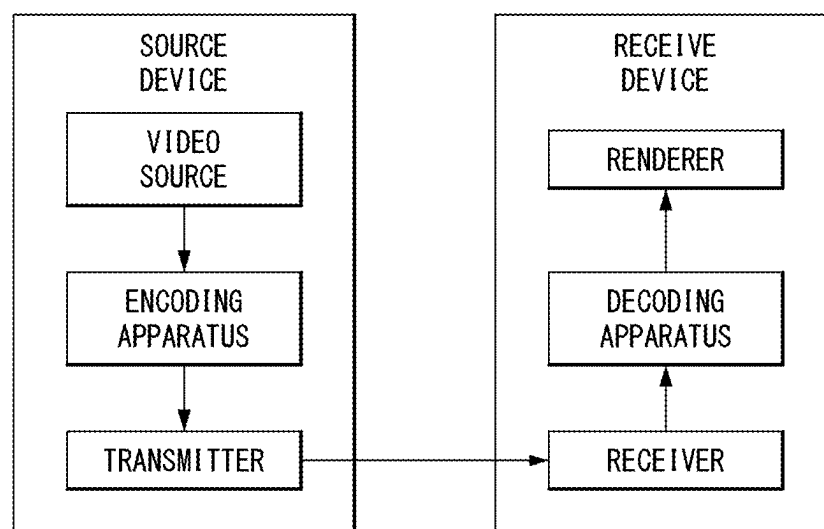 SOURCE
DEVICE
VIDEO
SOURCE
ENCODING
APPARATUS
TRANSMITTER
RECEIVE
DEVICE
RENDERER
DECODING
APPARATUS
RECEIVER